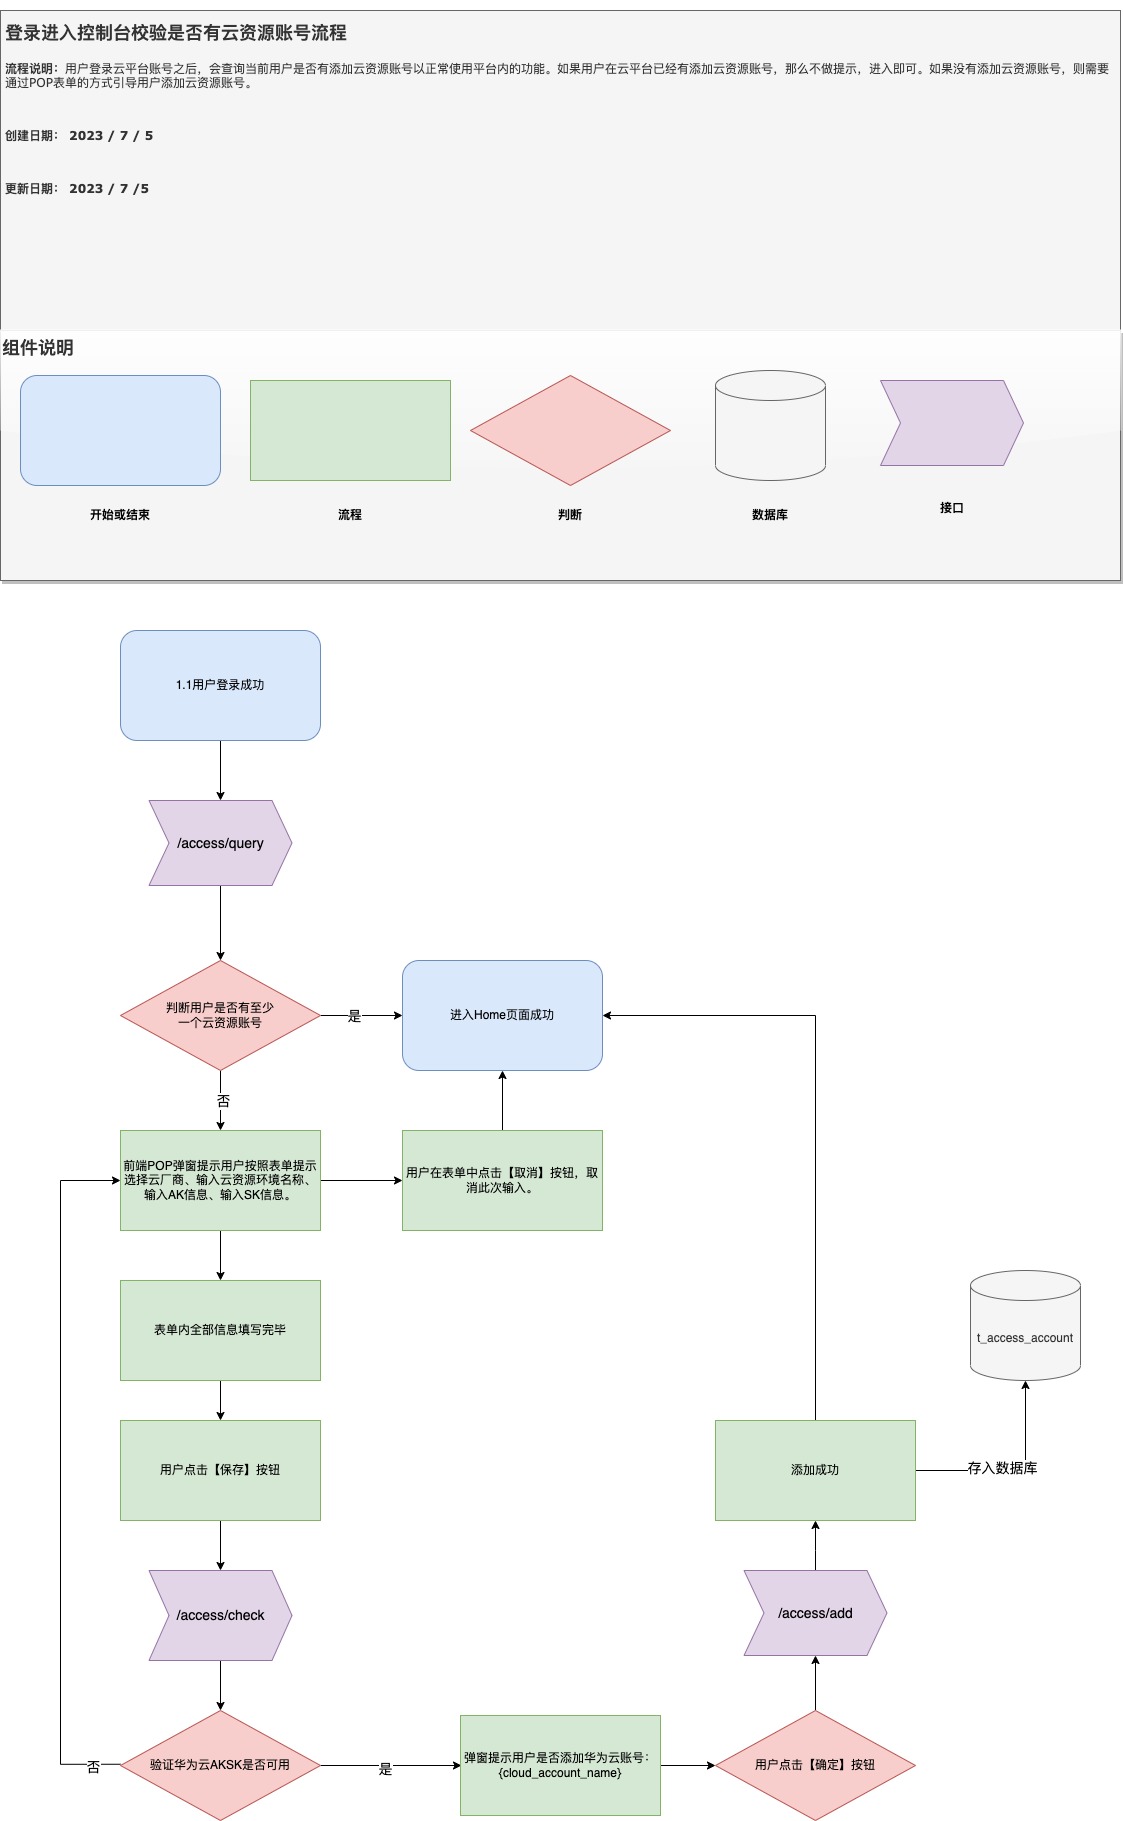 登录进入控制台校验是否有云资源账号流程
流程说明：用户登录云平台账号之后，会查询当前用户是否有添加云资源账号以正常使用平台内的功能。如果用户在云平台已经有添加云资源账号，那么不做提示，进入即可。如果没有添加云资源账号，则需要
通过POP表单的方式引导用户添加云资源账号。
创建日期： 2023 / 7 / 5
更新日期： 2023 / 7 /5
组件说明
开始或结束
流程
判断
数据库
接口
1.1用户登录成功
/access/query
判断用户是否有至少
一个云资源账号
是
进入Home页面成功
否
前端POP弹窗提示用户按照表单提示
选择云厂商、输入云资源环境名称、
输入AK信息、输入SK信息。
用户在表单中点击【取消】按钮，取
消此次输入。
表单内全部信息填写完毕
t_access_account
用户点击【保存】按钮
添加成功
存入数据库
/access/check
/access/add
否
验证华为云AKSK是否可用
是
弹窗提示用户是否添加华为云账号：
{cloud_account_name}
用户点击【确定】按钮